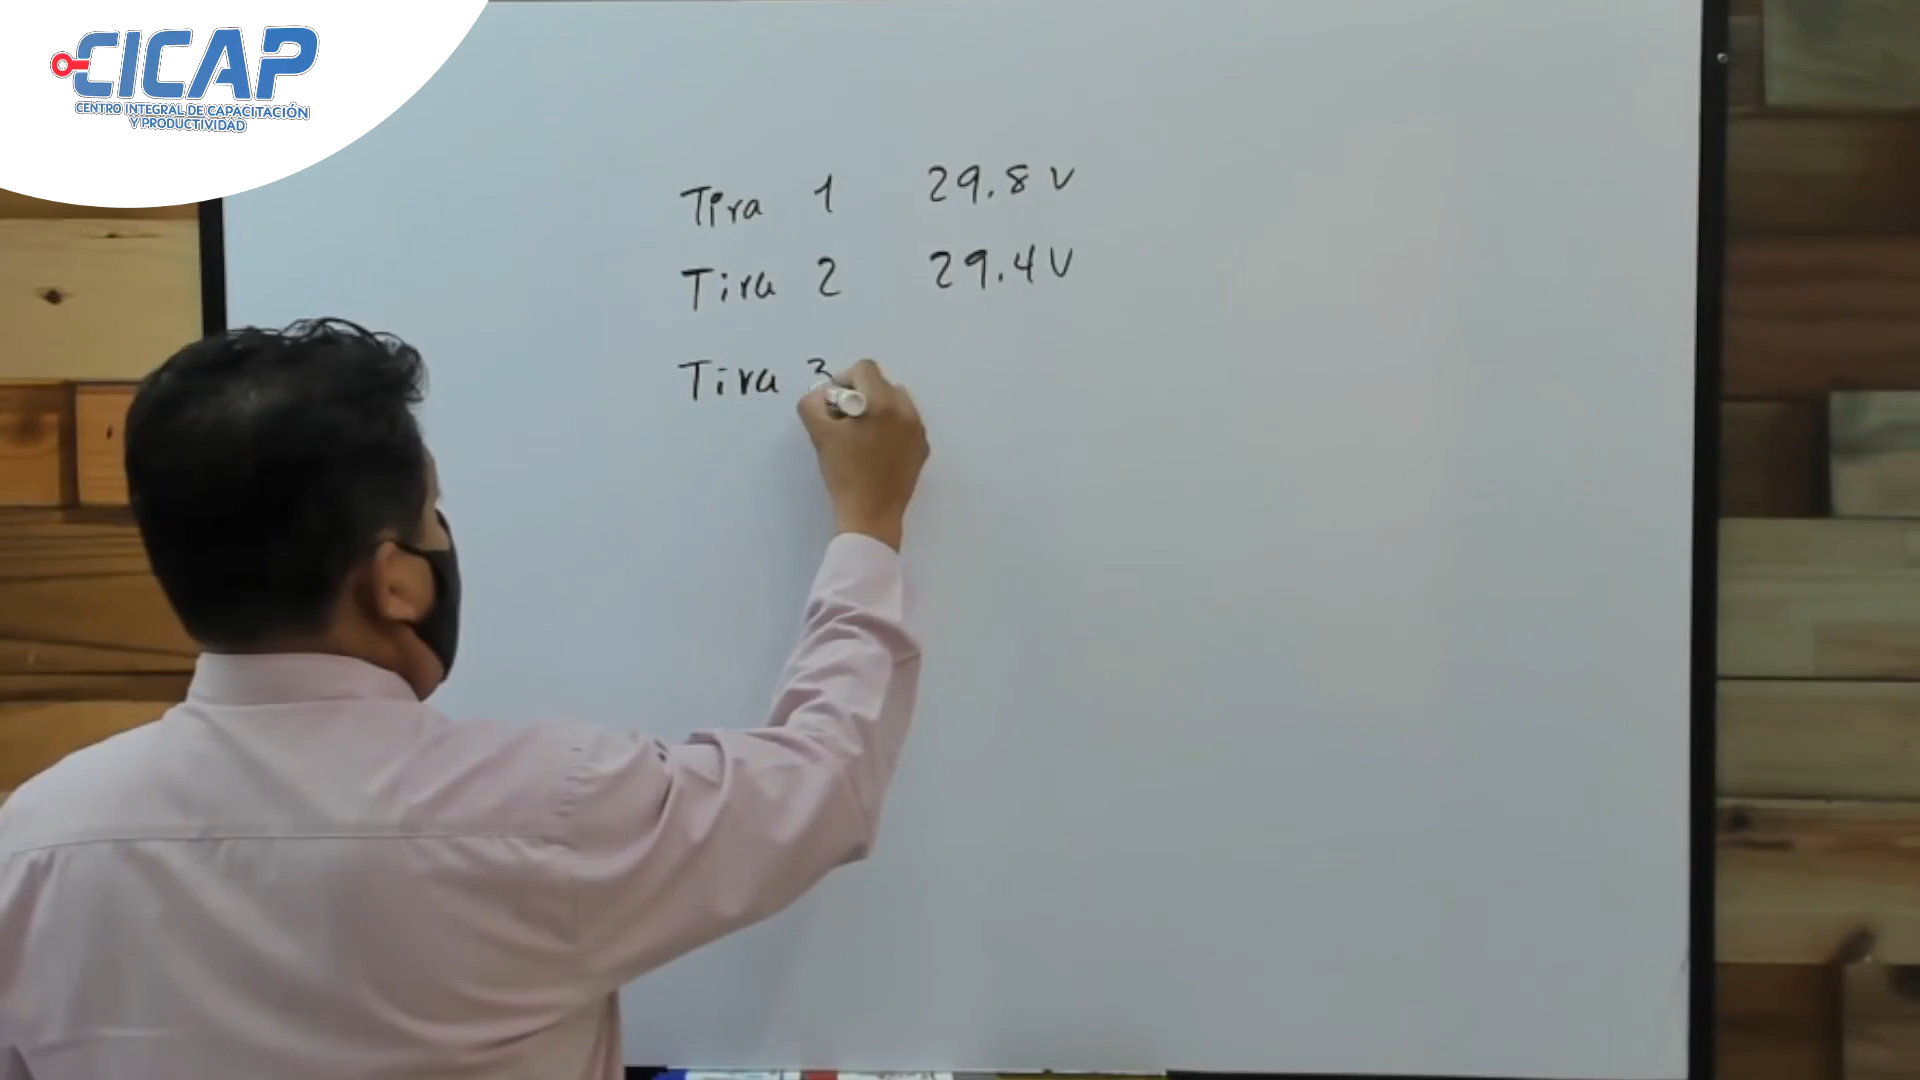 CICAP
CENTRO INTEGRAL DE CAPACITACIÓN
Y PRODUCTIVIDAD
Tira 1 29.8 v
Tira 2 29.4 V
Tira 3